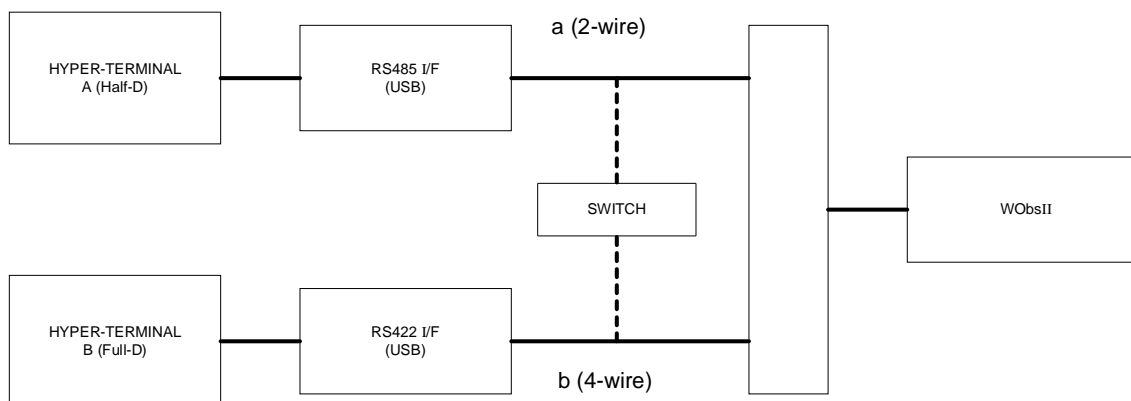 a (2-wire)
HYPER-TERMINAL
A (Half-D)
RS485 I/F
(USB)
SWITCH
WObsII
HYPER-TERMINAL
B (Full-D)
RS422 I/F
(USB)
b (4-wire)